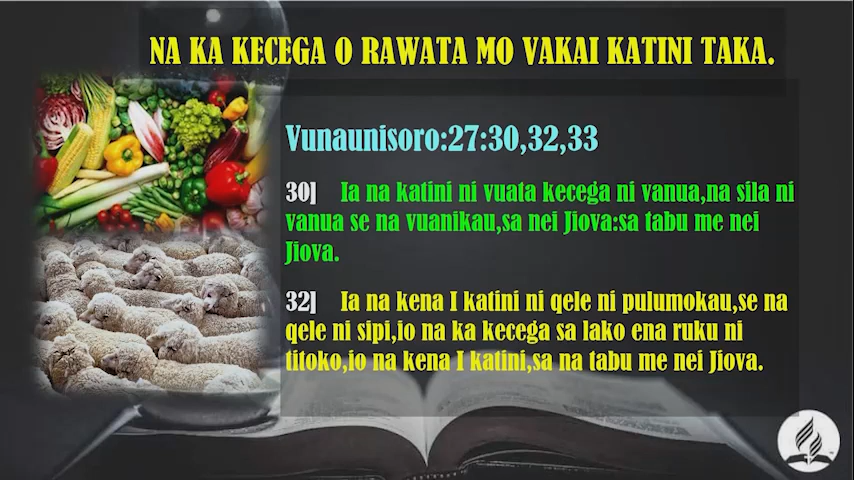 NA KA KECEGA O RAWATA MO VAKAI KATINI TAKA.
Vunaunisoro:27:30,32,33
30] Ia na katini ni vuata kecega ni vanua,na sila ni
vanua se na vuanikau,sa nei Jiova:sa tabu me nei
Jiova.
32] Ia na kena I katini ni qele ni pulumokau,se na
qele ni sipi,io na ka kecega sa lako ena ruku ni
titoko,io na kena I katini,sa na tabu me nei Jiova.